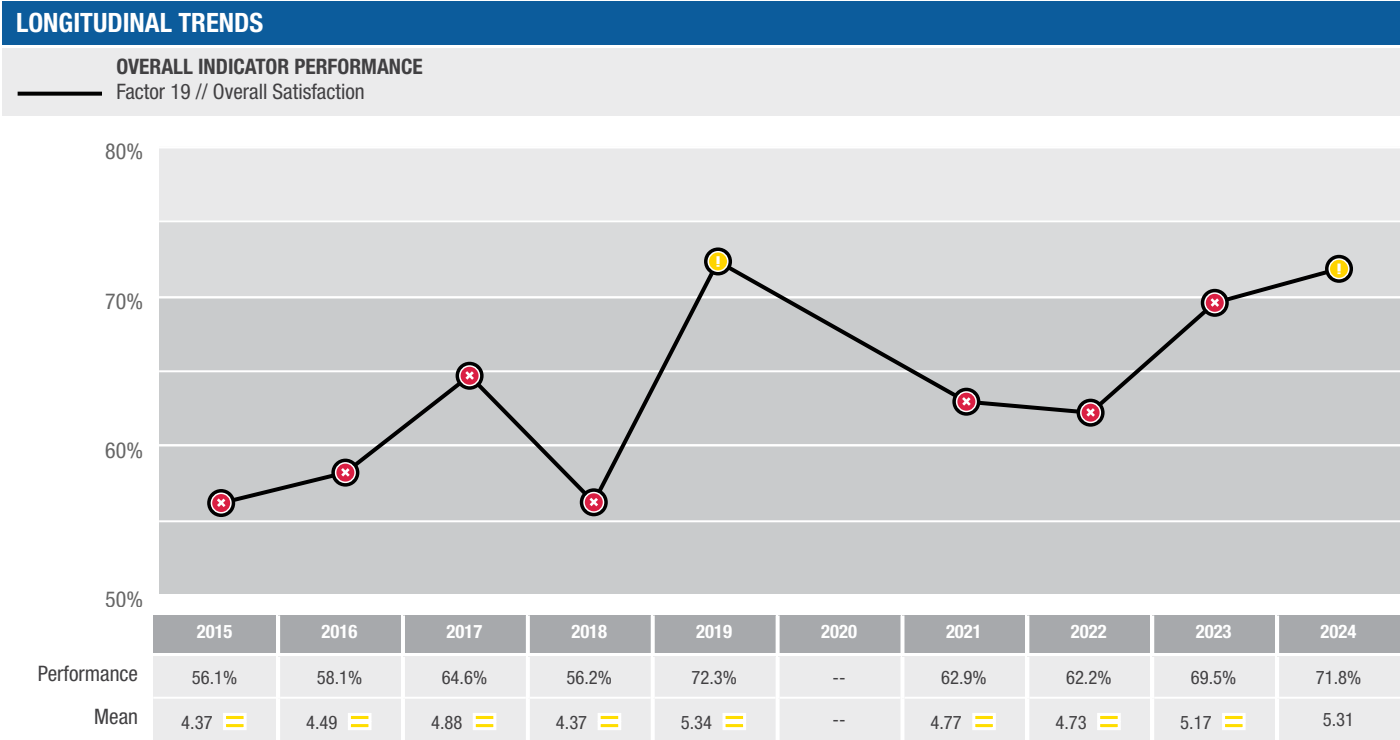 LONGITUDINAL TRENDS
OVERALL INDICATOR PERFORMANCE
Factor 19 // Overall Satisfaction
80%
70%
60%
50%
2015 2016 2017 2018 2019 2020 2021 2022 2023 2024
Performance 56.1% 58.1% 64.6% 56.2% 72.3% -- 62.9% 62.2% 69.5% 71.8%
Mean 4.37 4.49 4.88 4.37 5.34 -- 4.77 4.73 5.17 5.31